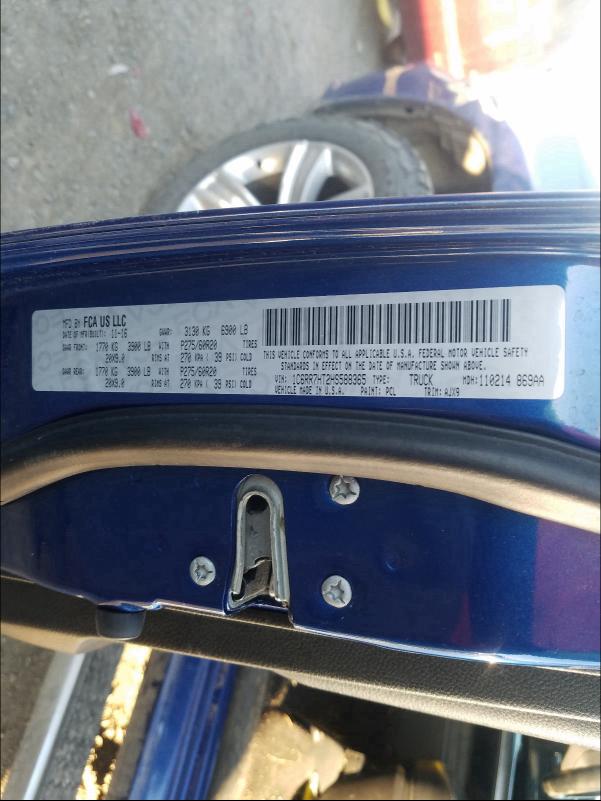 MFD BY FCA US LLC
DATE OF MFR(BUILT): 11-16 GVWR: 3130 KG 6900 LB
GAWR FRONT: 1770 KG 3900 LB WITH P275/60R20 TIRES
20X9.0 RIMS AT 270 KPA ( 39 PSI) COLD
GAWR REAR: 1770 KG 3900 LB WITH P275/60R20 TIRES
20X9.0 RIMS AT 270 KPA ( 39 PSI) COLD
THIS VEHICLE CONFORMS TO ALL APPLICABLE U.S.A. FEDERAL MOTOR VEHICLE SAFETY
STANDARDS IN EFFECT ON THE DATE OF MANUFACTURE SHOWN ABOVE.
VIN: 1C6RR7HT2HS588365 TYPE: TRUCK MDH: 110214 869AA
VEHICLE MADE IN U.S.A. PAINT: PCL TRIM: AJX9